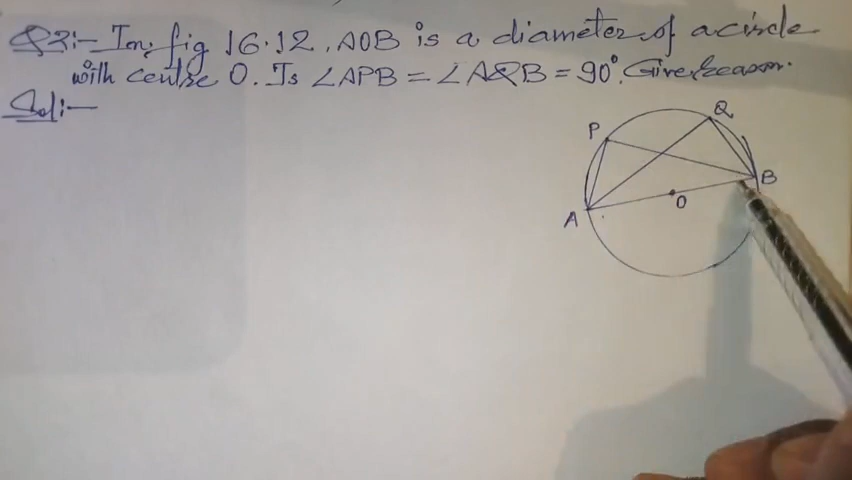 Q3:- In fig 16.12, AOB is a diameter of a circle
with centre O. Is ∠APB = ∠AQB = 90°. Give reason.
Sol:-
Q
P
B
O
A